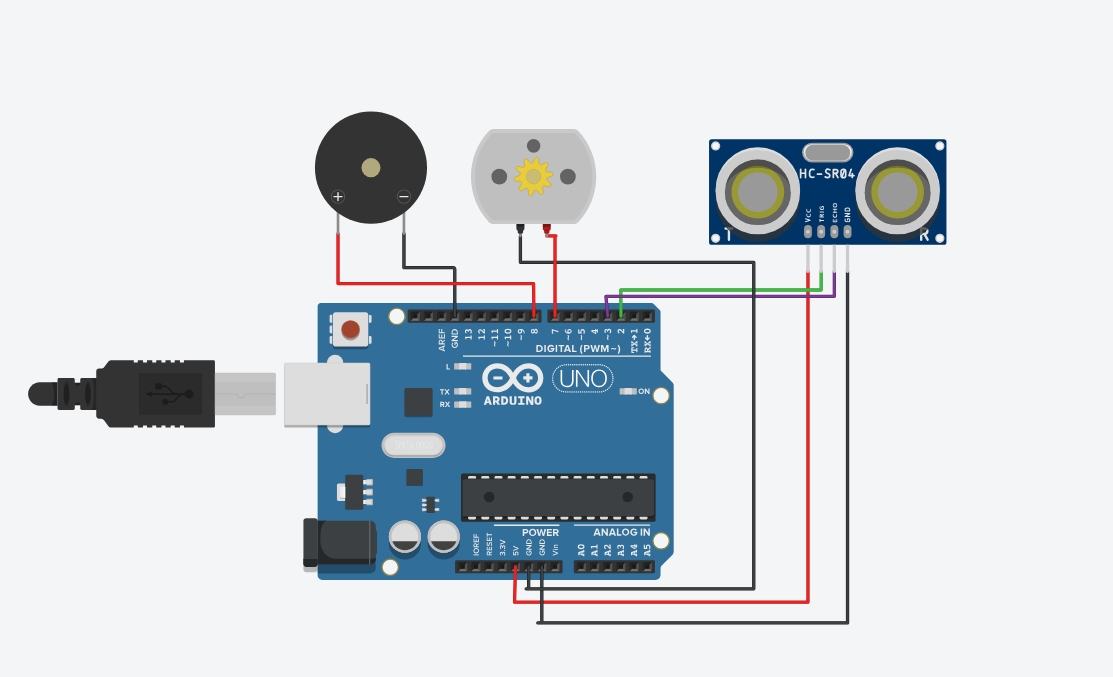 HC-SR04
VCC
TRIG
ECHO
GND
T
R
AREF
GND
13
12
~11
~10
~9
8
7
~6
~5
4
~3
2
TX→1
RX←0
DIGITAL (PWM~)
L
TX
RX
ARDUINO
UNO
ON
POWER
ANALOG IN
IOREF
RESET
3.3V
5V
GND
GND
Vin
A0
A1
A2
A3
A4
A5